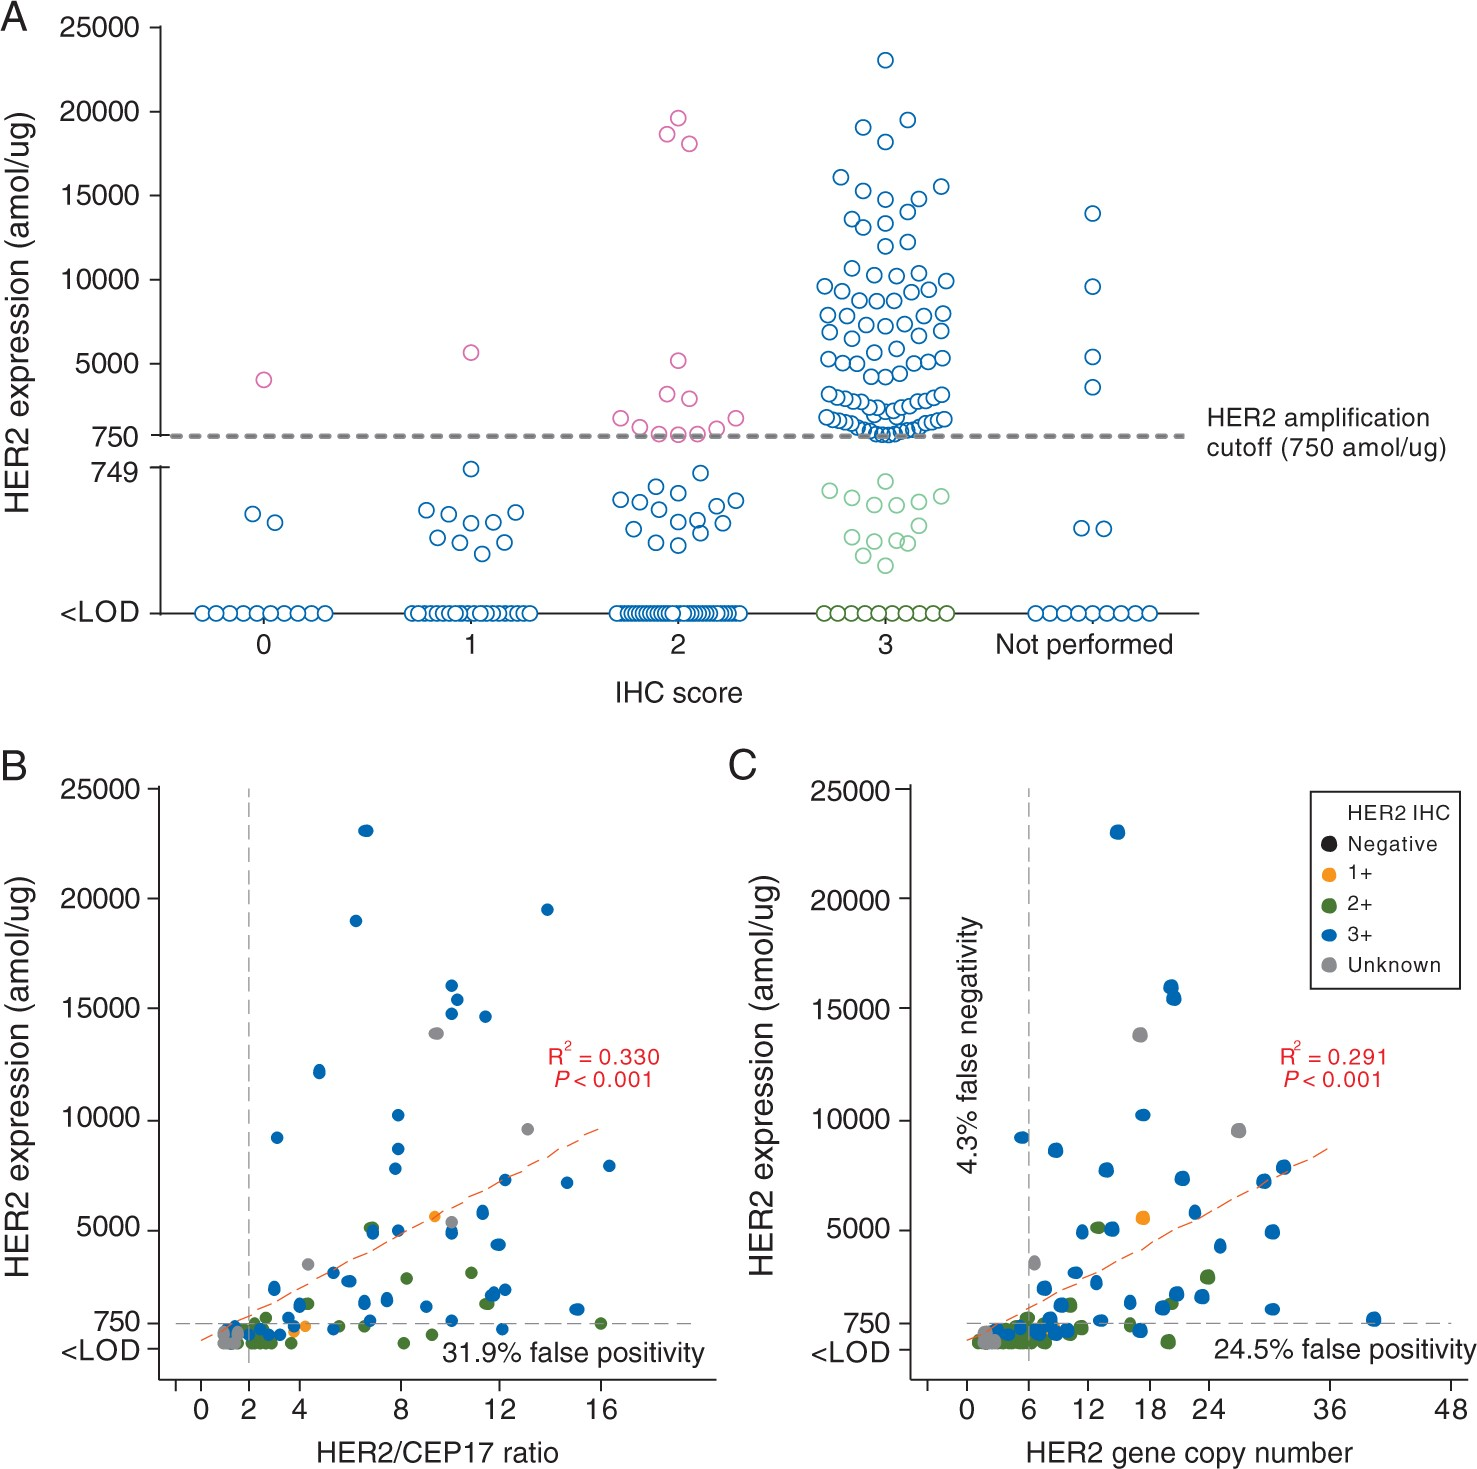 A
HER2 expression (amol/ug)
25000
20000
15000
10000
5000
750
749
<LOD
HER2 amplification
cutoff (750 amol/ug)
0
1
2
3
Not performed
IHC score
B
HER2 expression (amol/ug)
25000
20000
15000
10000
5000
750
<LOD
R² = 0.330
P < 0.001
31.9% false positivity
0
2
4
8
12
16
HER2/CEP17 ratio
C
HER2 expression (amol/ug)
25000
20000
15000
10000
5000
750
<LOD
4.3% false negativity
HER2 IHC
Negative
1+
2+
3+
Unknown
R² = 0.291
P < 0.001
24.5% false positivity
0
6
12
18
24
36
48
HER2 gene copy number